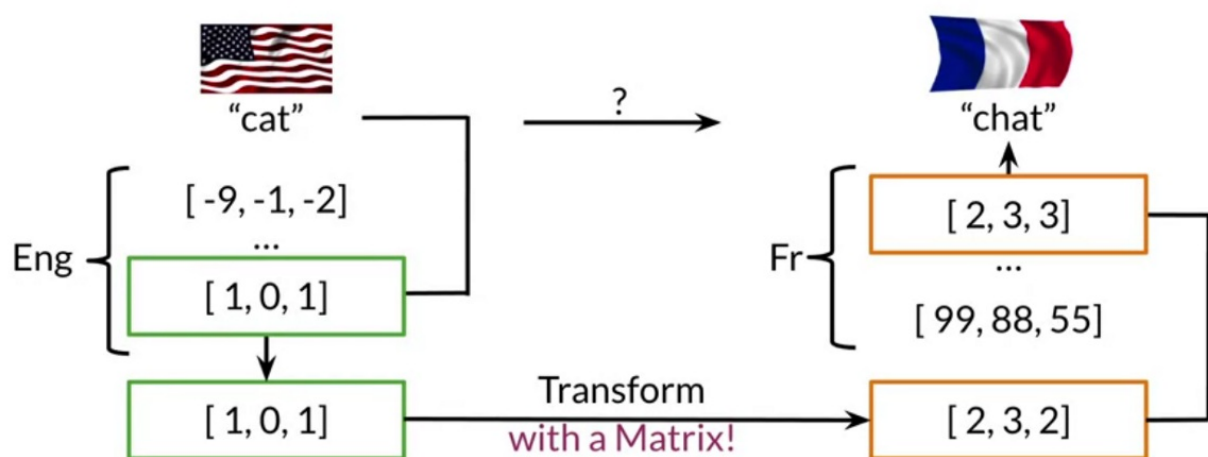 “cat”
?
“chat”
Eng
[ -9, -1, -2]
...
[ 1, 0, 1]
[ 1, 0, 1]
Transform
with a Matrix!
Fr
[ 2, 3, 3]
...
[ 99, 88, 55]
[ 2, 3, 2]